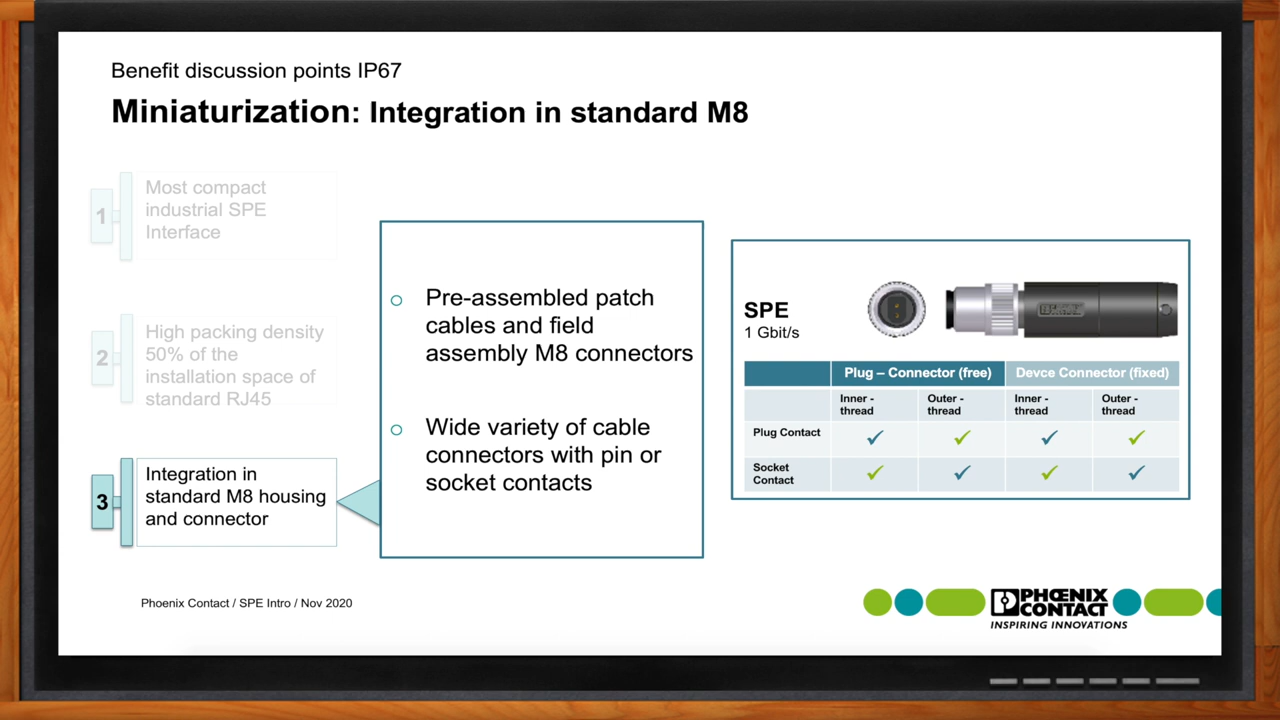 Benefit discussion points IP67
Miniaturization: Integration in standard M8
1
Most compact
industrial SPE
Interface
2
High packing density
50% of the
installation space of
standard RJ45
3
Integration in
standard M8 housing
and connector
Pre-assembled patch
cables and field
assembly M8 connectors
Wide variety of cable
connectors with pin or
socket contacts
SPE
1 Gbit/s
Plug – Connector (free) Devce Connector (fixed)
Inner - Outer - Inner - Outer -
thread thread thread thread
Plug Contact ✓ ✓ ✓ ✓
Socket
Contact ✓ ✓ ✓ ✓
Phoenix Contact / SPE Intro / Nov 2020
PHŒNIX
CONTACT
INSPIRING INNOVATIONS